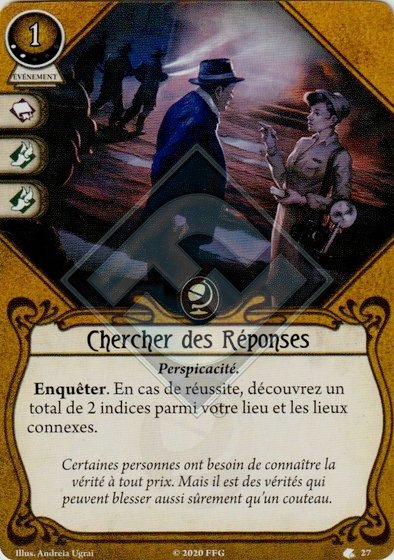 1
ÉVÉNEMENT
Chercher des Réponses
Perspicacité.
Enquêter. En cas de réussite, découvrez un
total de 2 indices parmi votre lieu et les lieux
connexes.
Certaines personnes ont besoin de connaître la
vérité à tout prix. Mais il est des vérités qui
peuvent blesser aussi sûrement qu'un couteau.
Illus. Andreia Ugrai
© 2020 FFG
27